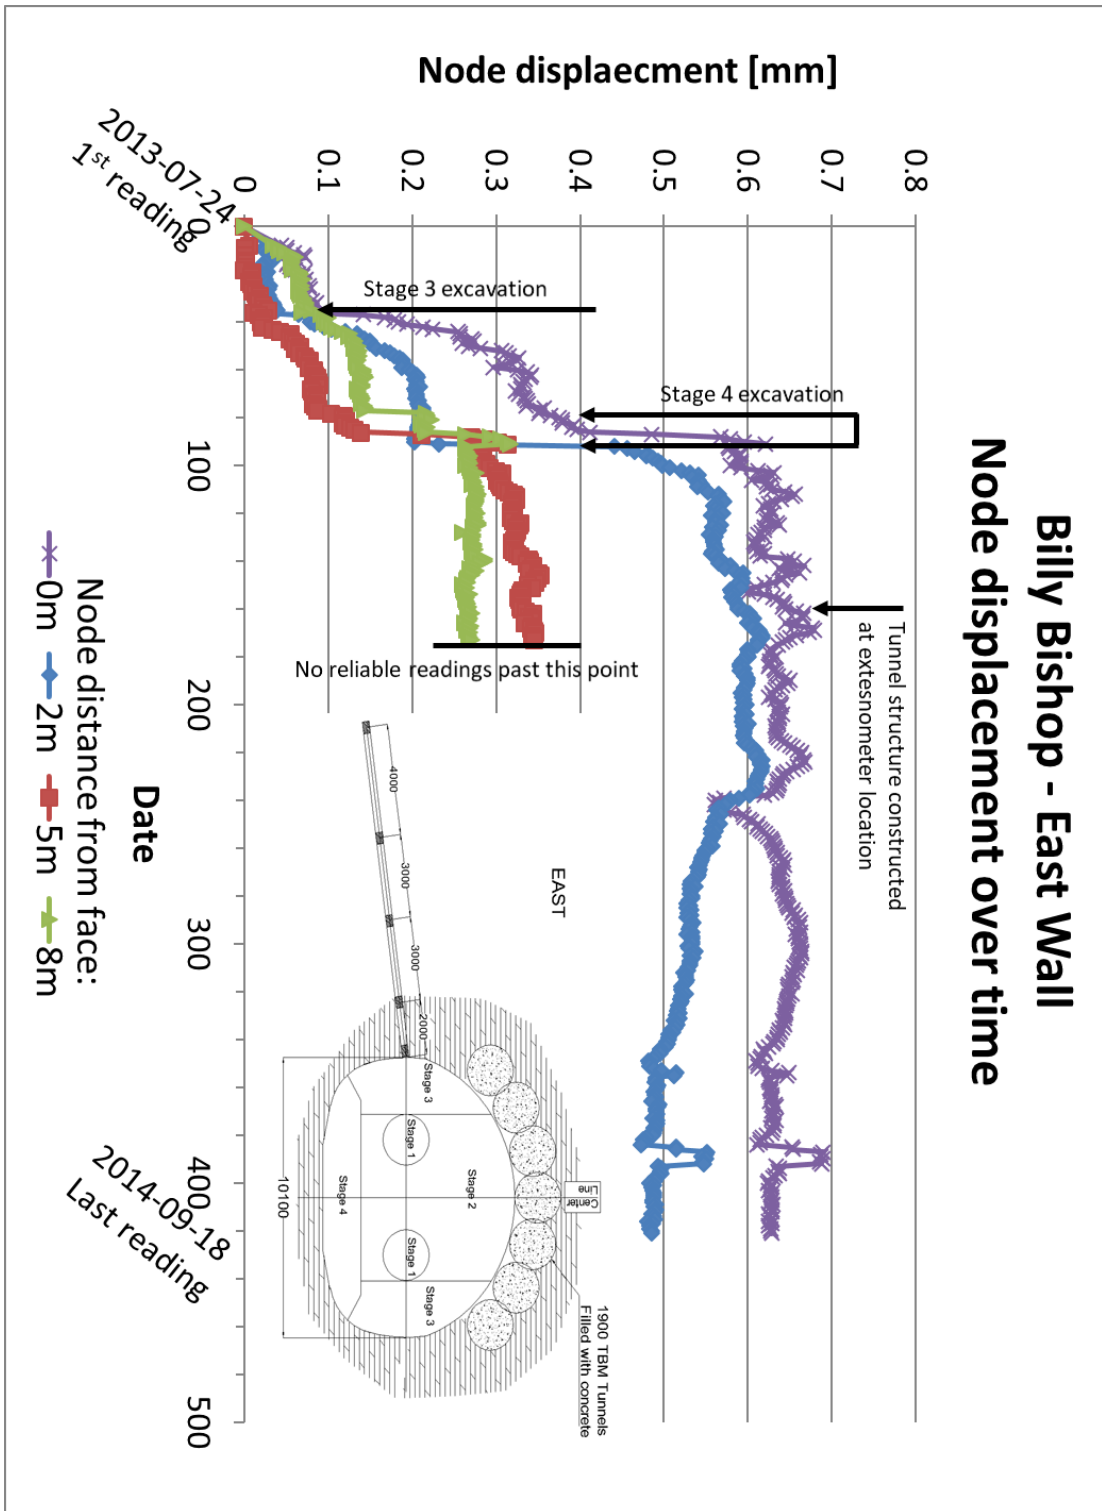 Billy Bishop - East Wall
Node displacement over time
Node displaecment [mm]
0.8
0.7
0.6
0.5
0.4
0.3
0.2
0.1
0
0
100
200
300
400
500
2013-07-24
1st reading
Stage 3 excavation
Stage 4 excavation
Tunnel structure constructed
at extesnometer location
No reliable readings past this point
2014-09-18
Last reading
EAST
4000
3000
3000
2000
Stage 3
Stage 1
Stage 2
Stage 4
Stage 1
Stage 3
Center
Line
10100
1900 TBM Tunnels
Filled with concrete
Date
Node distance from face:
0m 2m 5m 8m